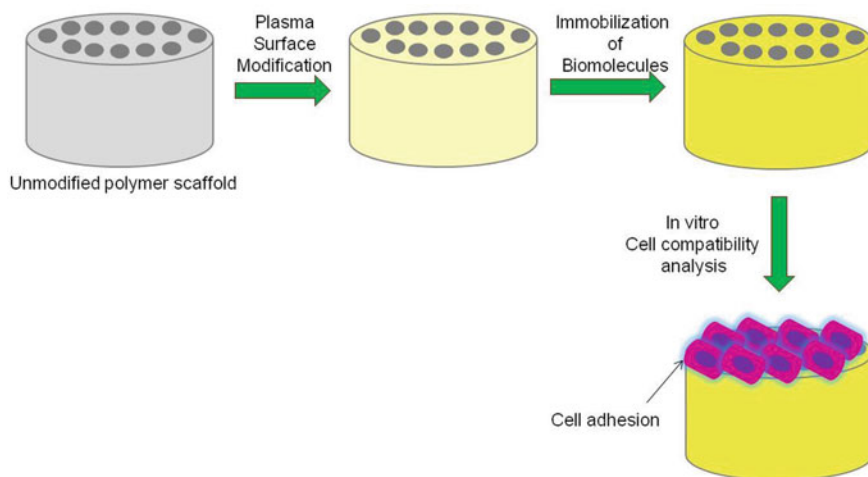 Plasma
Surface
Modification
Immobilization
of
Biomolecules
Unmodified polymer scaffold
In vitro
Cell compatibility
analysis
Cell adhesion